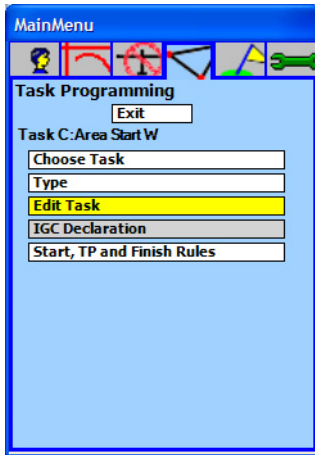 MainMenu
Task Programming
Exit
Task C:Area Start W
Choose Task
Type
Edit Task
IGC Declaration
Start, TP and Finish Rules